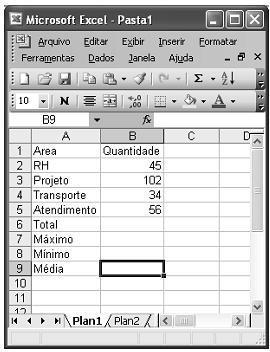 Microsoft Excel - Pasta1
Arquivo Editar Exibir Inserir Formatar
Ferramentas Dados Janela Ajuda
10 N
B9 fx
A B C D
1 Area Quantidade
2 RH 45
3 Projeto 102
4 Transporte 34
5 Atendimento 56
6 Total
7 Máximo
8 Mínimo
9 Média
10
11
12
Plan1 / Plan2 /